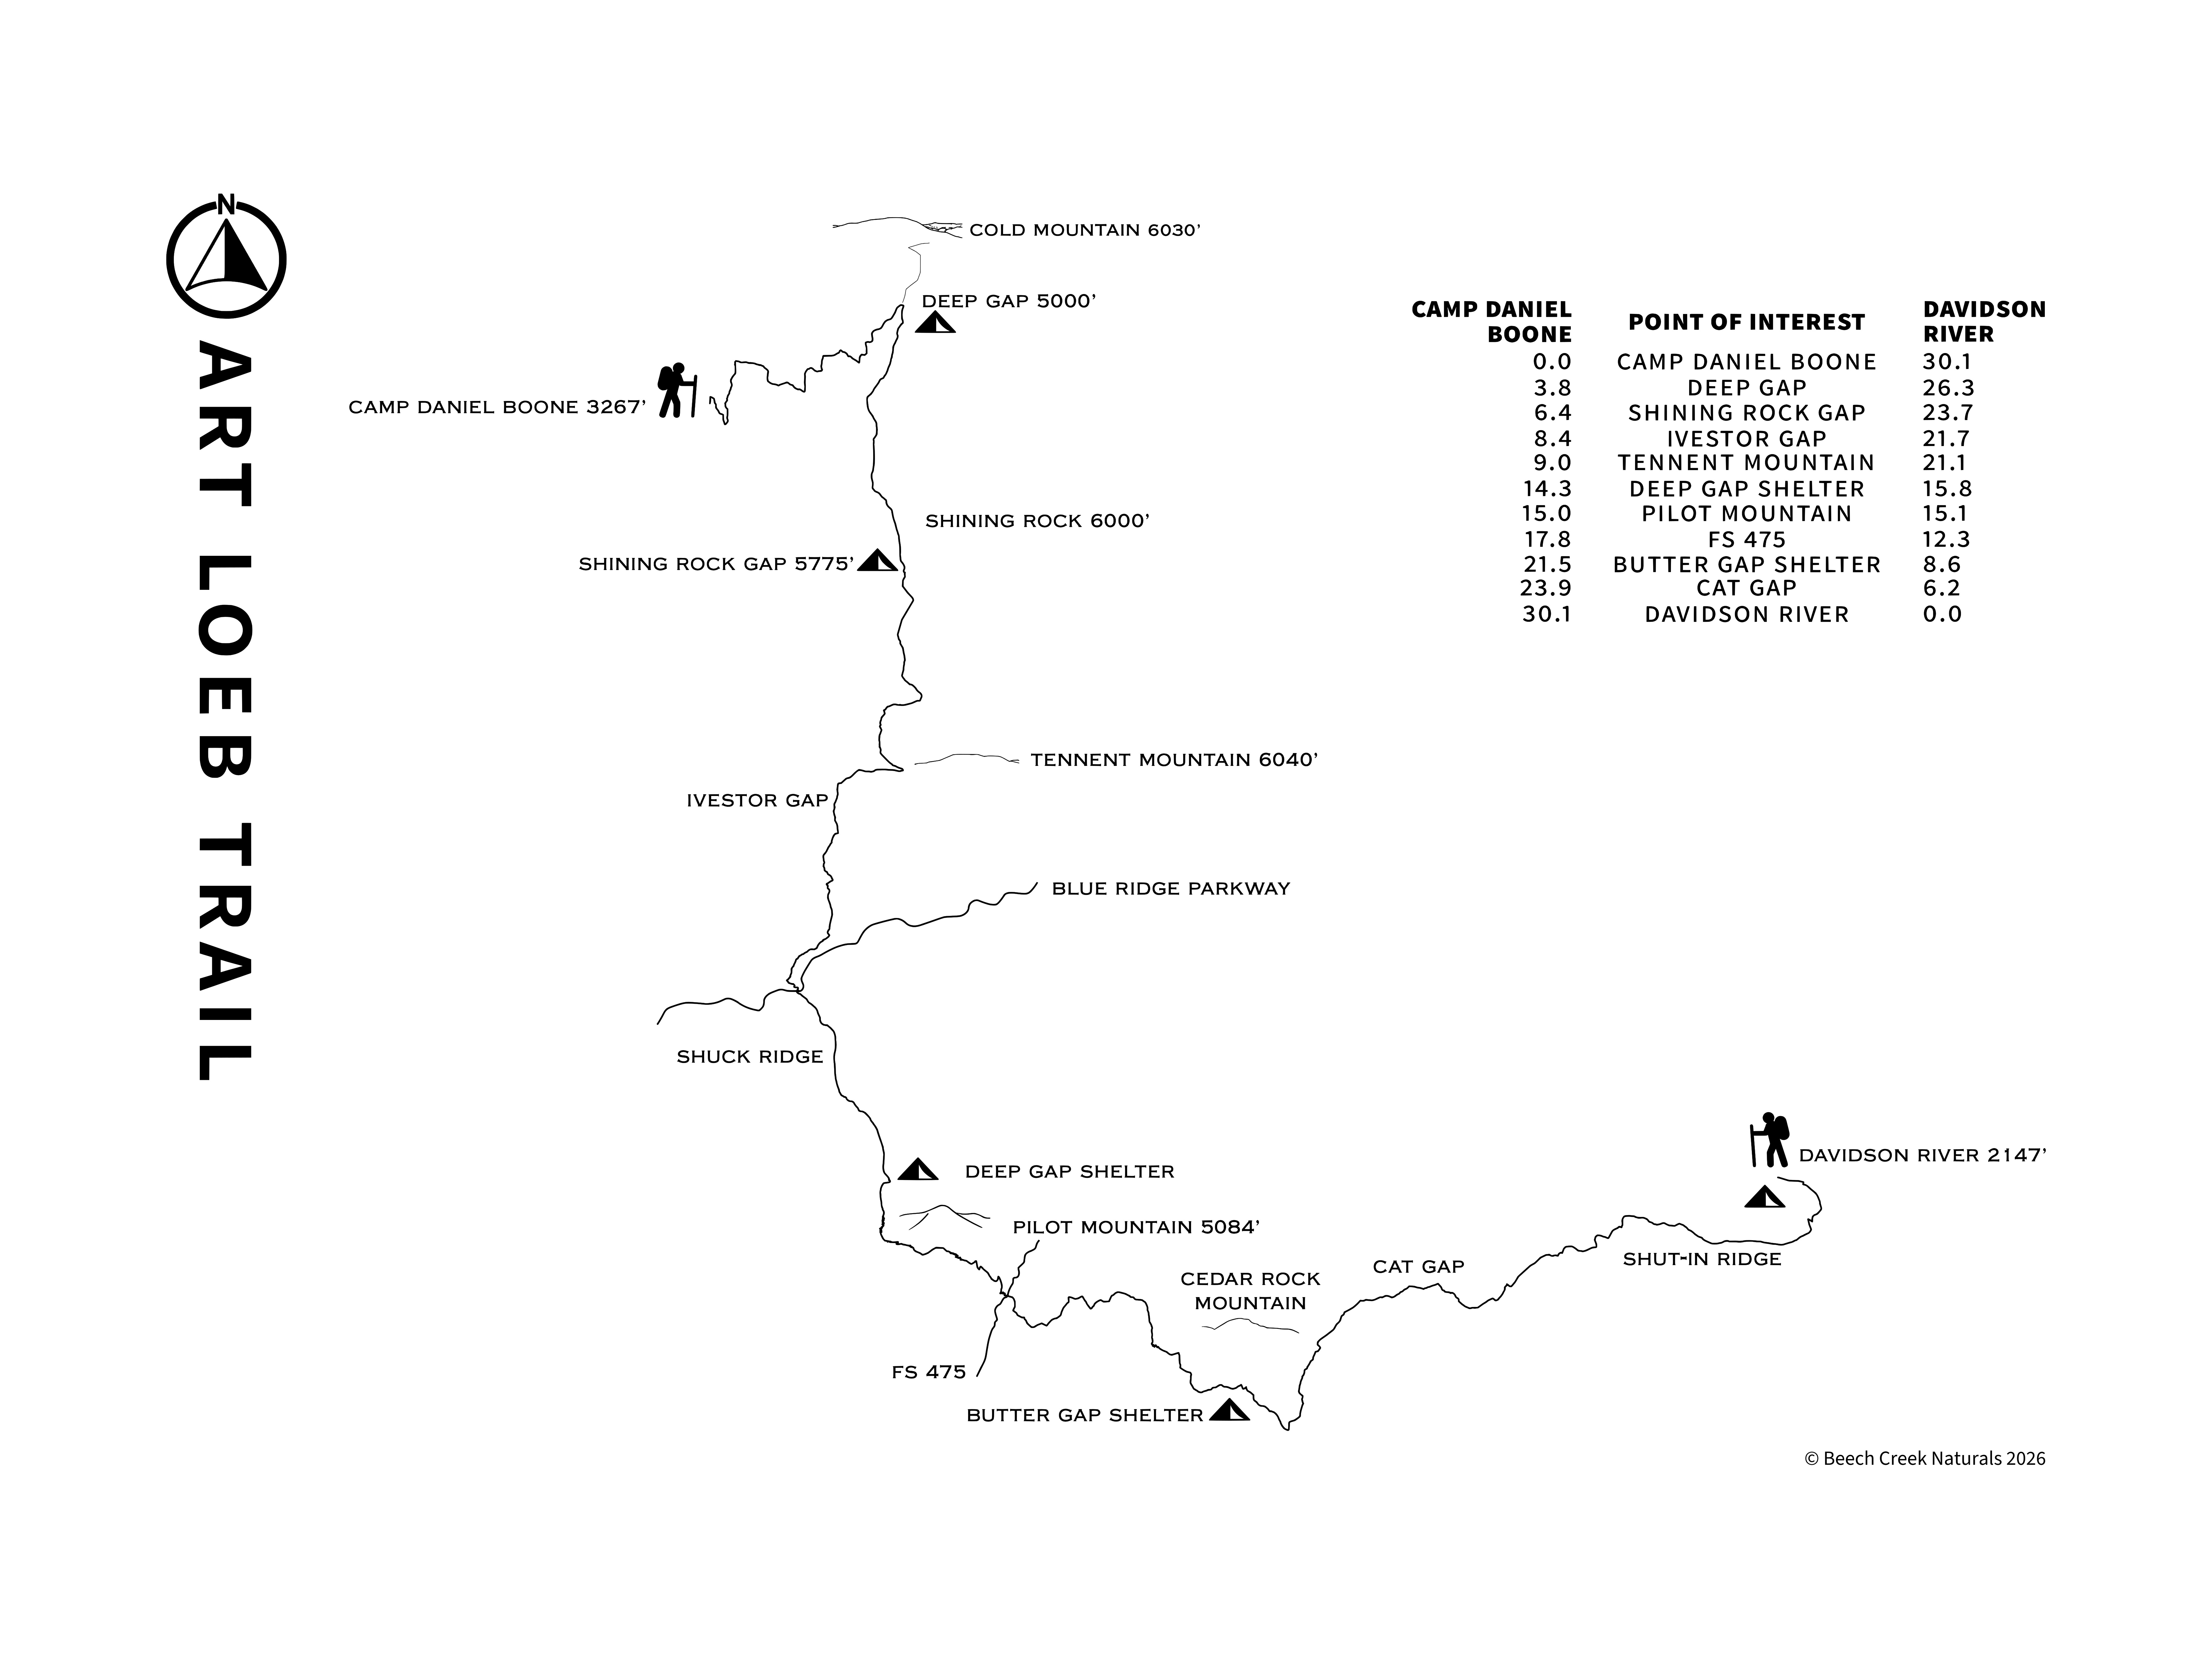 N
ART LOEB TRAIL
COLD MOUNTAIN 6030’
DEEP GAP 5000’
CAMP DANIEL BOONE 3267’
SHINING ROCK 6000’
SHINING ROCK GAP 5775’
TENNENT MOUNTAIN 6040’
IVESTOR GAP
BLUE RIDGE PARKWAY
SHUCK RIDGE
DEEP GAP SHELTER
PILOT MOUNTAIN 5084’
FS 475
BUTTER GAP SHELTER
CEDAR ROCK
MOUNTAIN
CAT GAP
SHUT-IN RIDGE
DAVIDSON RIVER 2147’
CAMP DANIEL
BOONE
POINT OF INTEREST
DAVIDSON
RIVER
0.0 CAMP DANIEL BOONE 30.1
3.8 DEEP GAP 26.3
6.4 SHINING ROCK GAP 23.7
8.4 IVESTOR GAP 21.7
9.0 TENNENT MOUNTAIN 21.1
14.3 DEEP GAP SHELTER 15.8
15.0 PILOT MOUNTAIN 15.1
17.8 FS 475 12.3
21.5 BUTTER GAP SHELTER 8.6
23.9 CAT GAP 6.2
30.1 DAVIDSON RIVER 0.0
© Beech Creek Naturals 2026